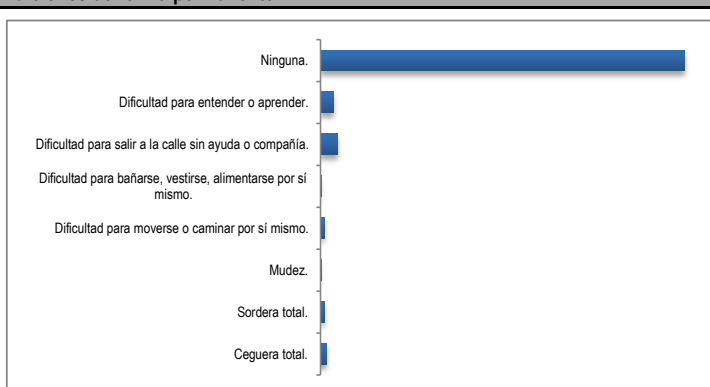 Ninguna.
Dificultad para entender o aprender.
Dificultad para salir a la calle sin ayuda o compañía.
Dificultad para bañarse, vestirse, alimentarse por sí
mismo.
Dificultad para moverse o caminar por sí mismo.
Mudez.
Sordera total.
Ceguera total.